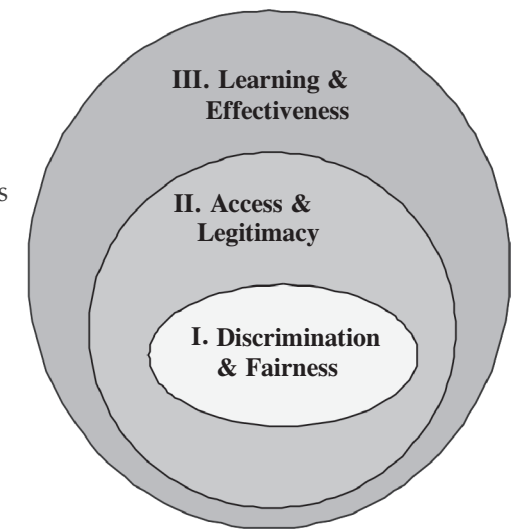 III. Learning &
Effectiveness
s
II. Access &
Legitimacy
I. Discrimination
& Fairness